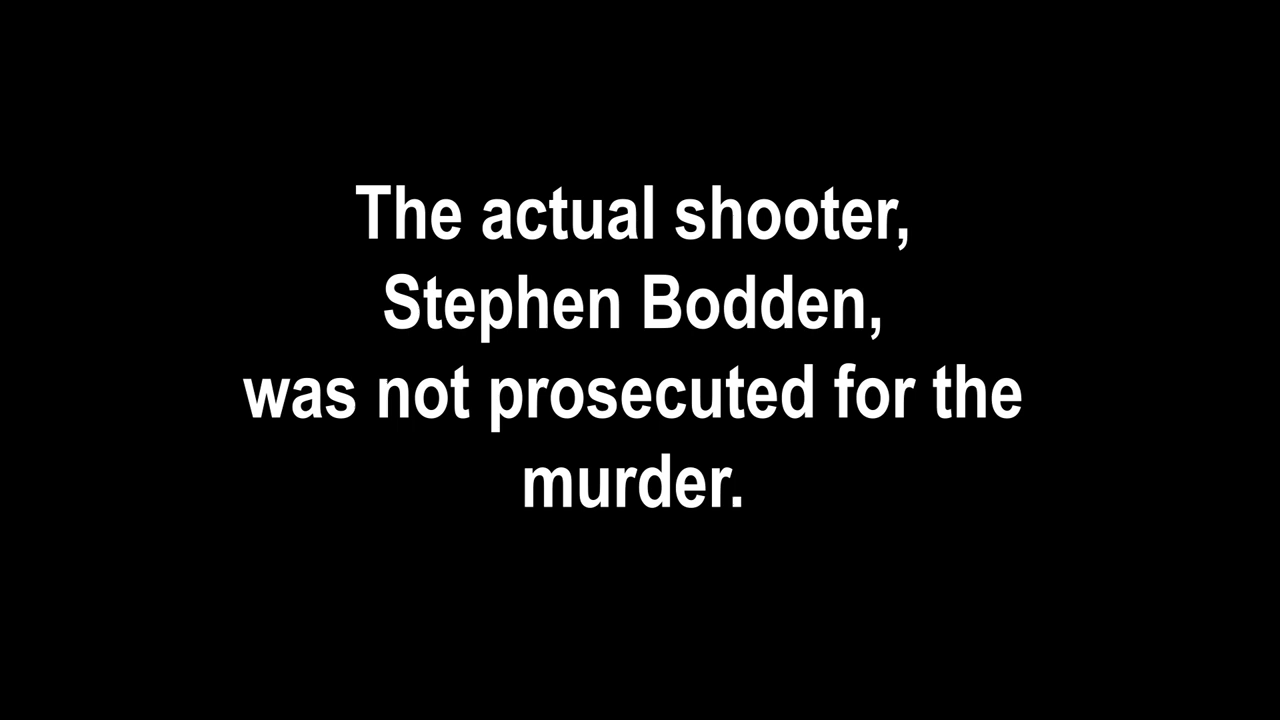 The actual shooter,
Stephen Bodden,
was not prosecuted for the
murder.